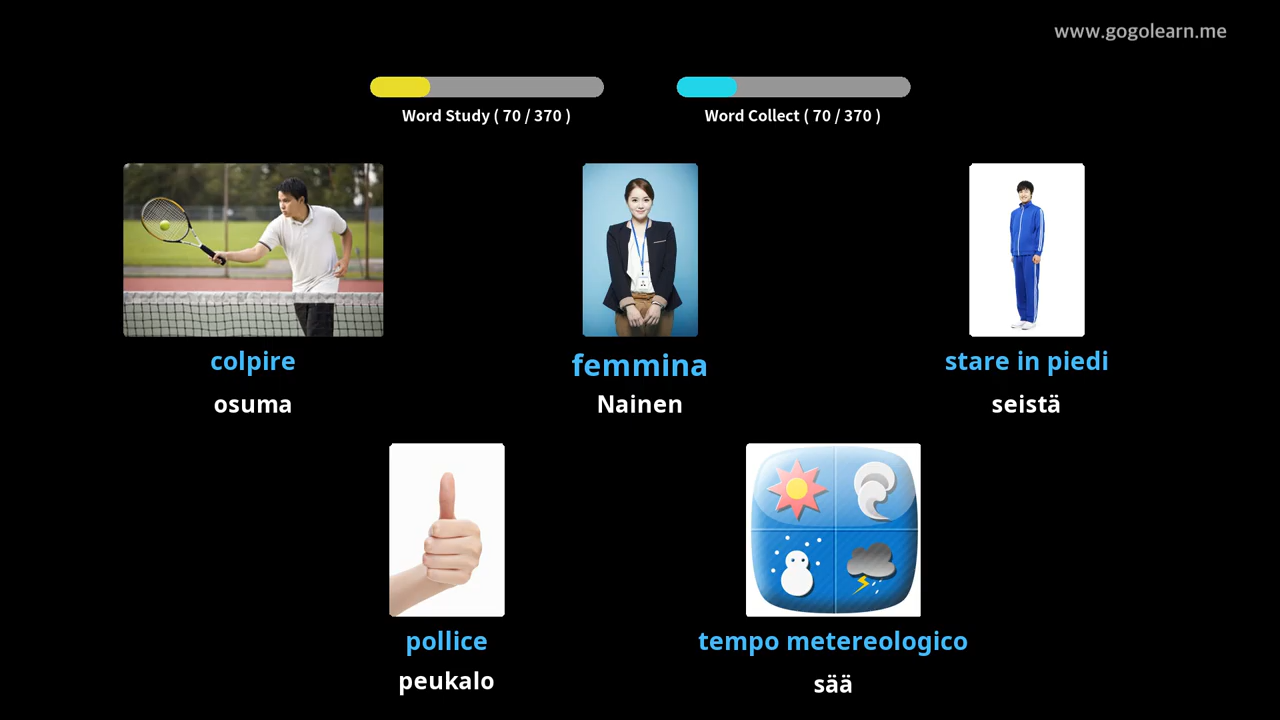 www.gogolearn.me
Word Study ( 70 / 370 )
Word Collect ( 70 / 370 )
colpire
femmina
stare in piedi
osuma
Nainen
seistä
pollice
tempo metereologico
peukalo
sää